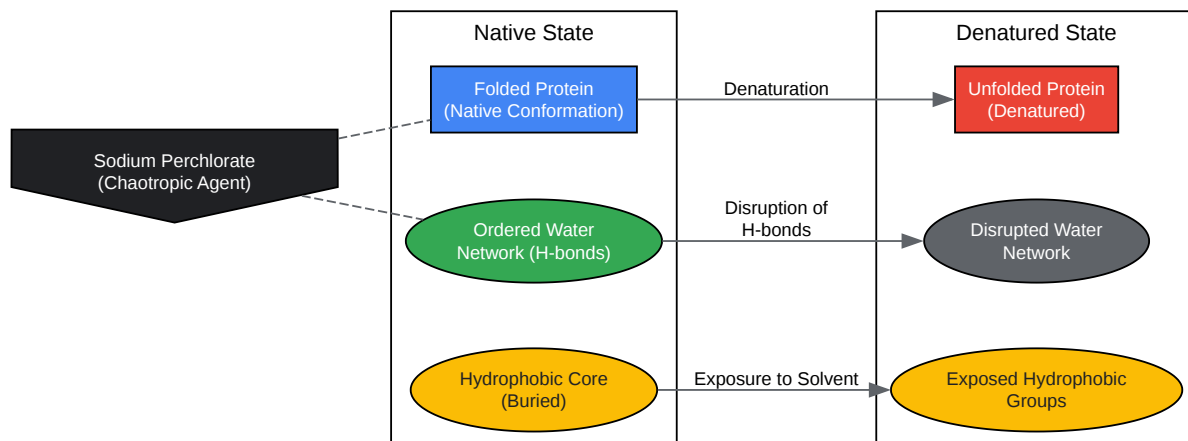 Native State
Denatured State
Folded Protein
(Native Conformation)
Denaturation
Unfolded Protein
(Denatured)
Sodium Perchlorate
(Chaotropic Agent)
Ordered Water
Network (H-bonds)
Disruption of
H-bonds
Disrupted Water
Network
Hydrophobic Core
(Buried)
Exposure to Solvent
Exposed Hydrophobic
Groups